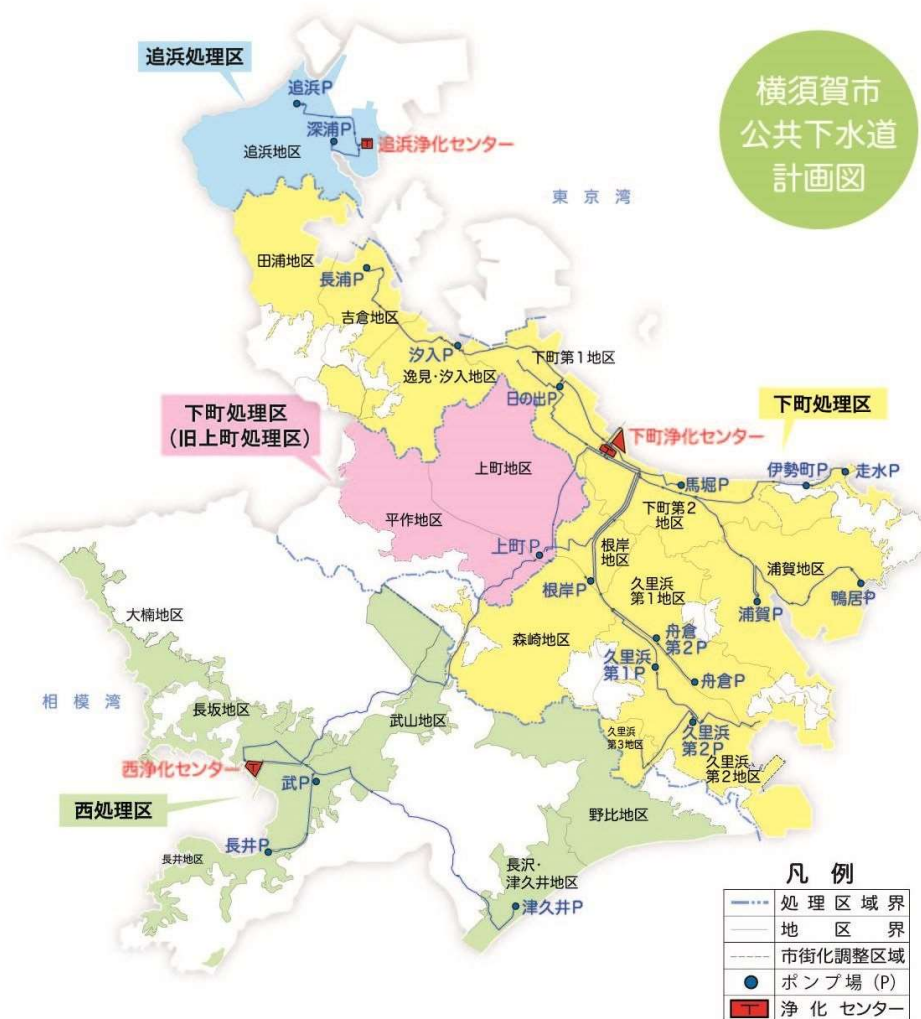 横須賀市
公共下水道
計画図
追浜処理区
追浜P
深浦P
追浜地区
追浜浄化センター
東京湾
田浦地区
長浦P
吉倉地区
汐入P
逸見・汐入地区
下町第1地区
日の出P
下町処理区
(旧上町処理区)
下町処理区
下町浄化センター
上町地区
平作地区
上町P
馬堀P
伊勢町P
走水P
下町第2
地区
根岸
地区
根岸P
久里浜
第1地区
浦賀地区
浦賀P
鴨居P
森崎地区
舟倉
第2P
久里浜
第1P
舟倉P
久里浜
第2P
久里浜
第3地区
久里浜
第2地区
大楠地区
相模湾
長坂地区
武山地区
西浄化センター
武P
西処理区
長井P
長井地区
野比地区
長沢・
津久井地区
津久井P
凡例
処理区域界
地区界
市街化調整区域
ポンプ場(P)
浄化センター